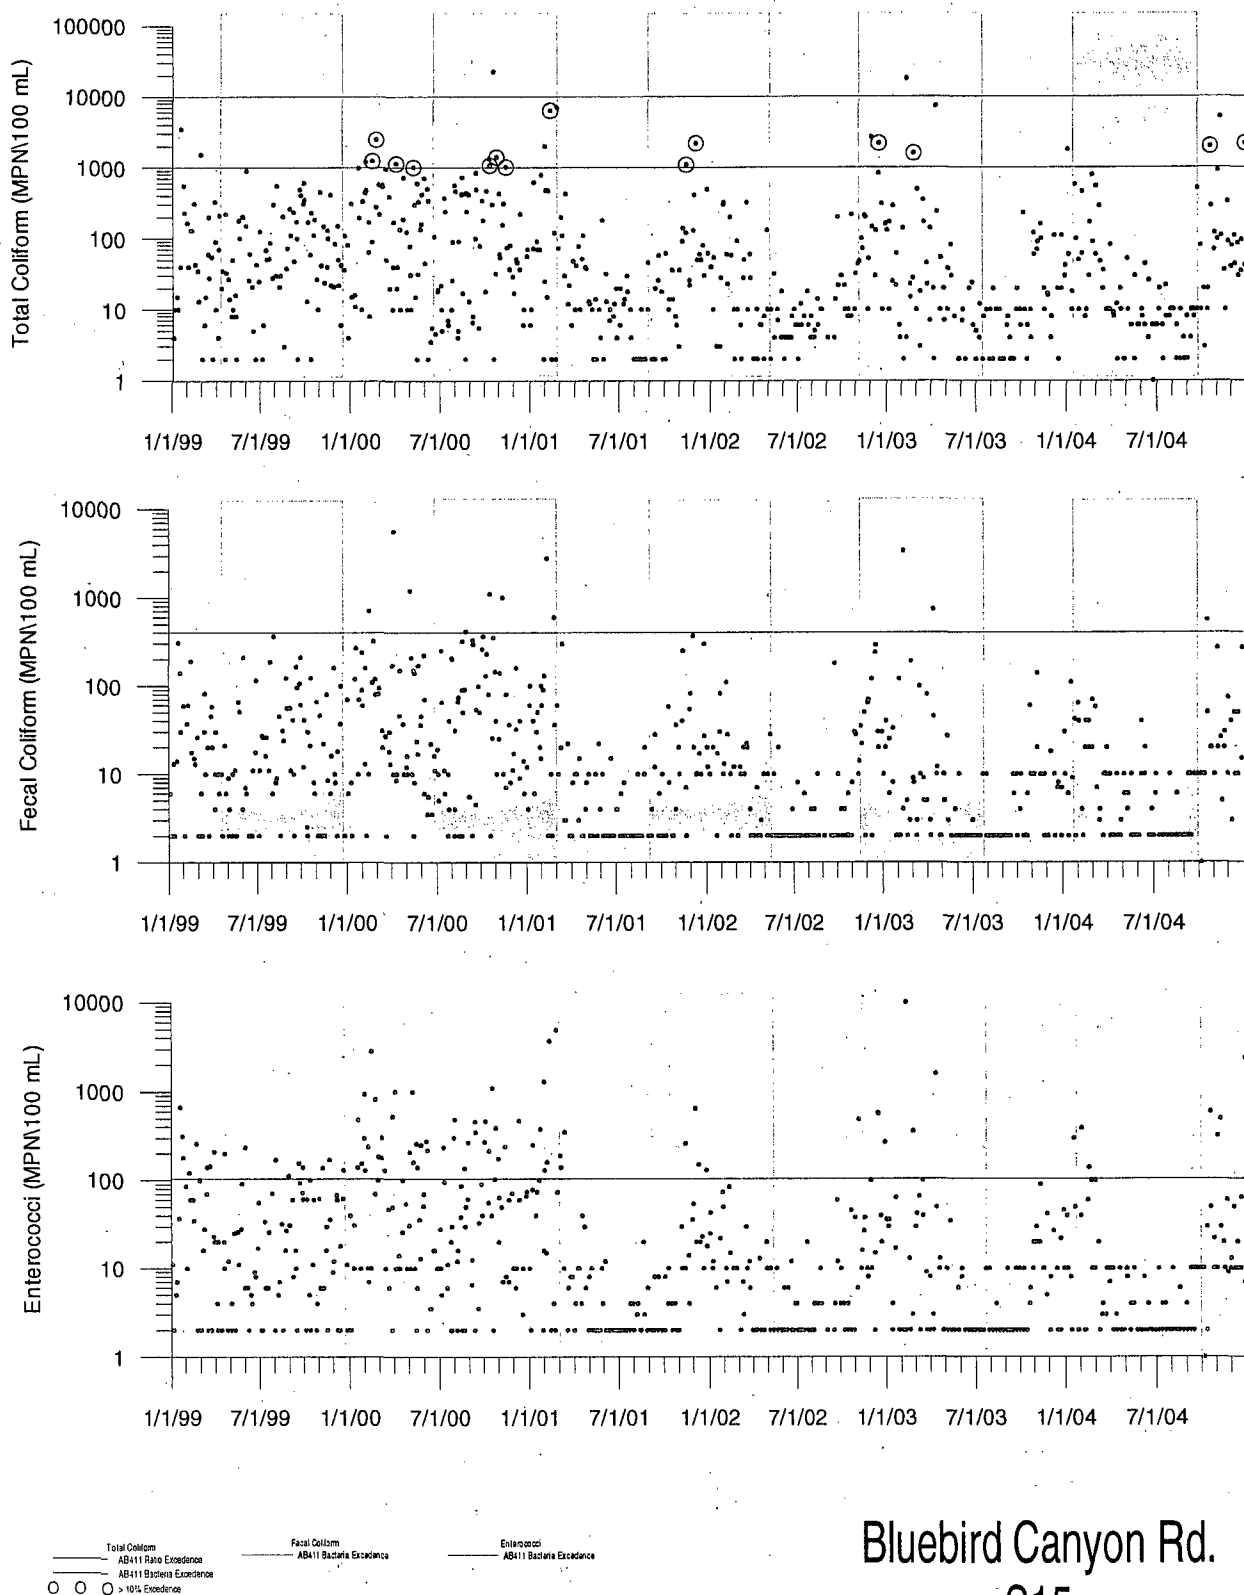 Total Coliform (MPN\100 mL)
100000
10000
1000
100
10
1
1/1/99 7/1/99 1/1/00 7/1/00 1/1/01 7/1/01 1/1/02 7/1/02 1/1/03 7/1/03 1/1/04 7/1/04
Fecal Coliform (MPN\100 mL)
10000
1000
100
10
1
1/1/99 7/1/99 1/1/00 7/1/00 1/1/01 7/1/01 1/1/02 7/1/02 1/1/03 7/1/03 1/1/04 7/1/04
Enterococci (MPN\100 mL)
10000
1000
100
10
1
1/1/99 7/1/99 1/1/00 7/1/00 1/1/01 7/1/01 1/1/02 7/1/02 1/1/03 7/1/03 1/1/04 7/1/04
Total Coliform
AB411 Ratio Exceedence
AB411 Bacteria Exceedence
> 10% Exceedence
Fecal Coliform
AB411 Bacteria Exceedence
Enterococci
AB411 Bacteria Exceedence
Bluebird Canyon Rd.